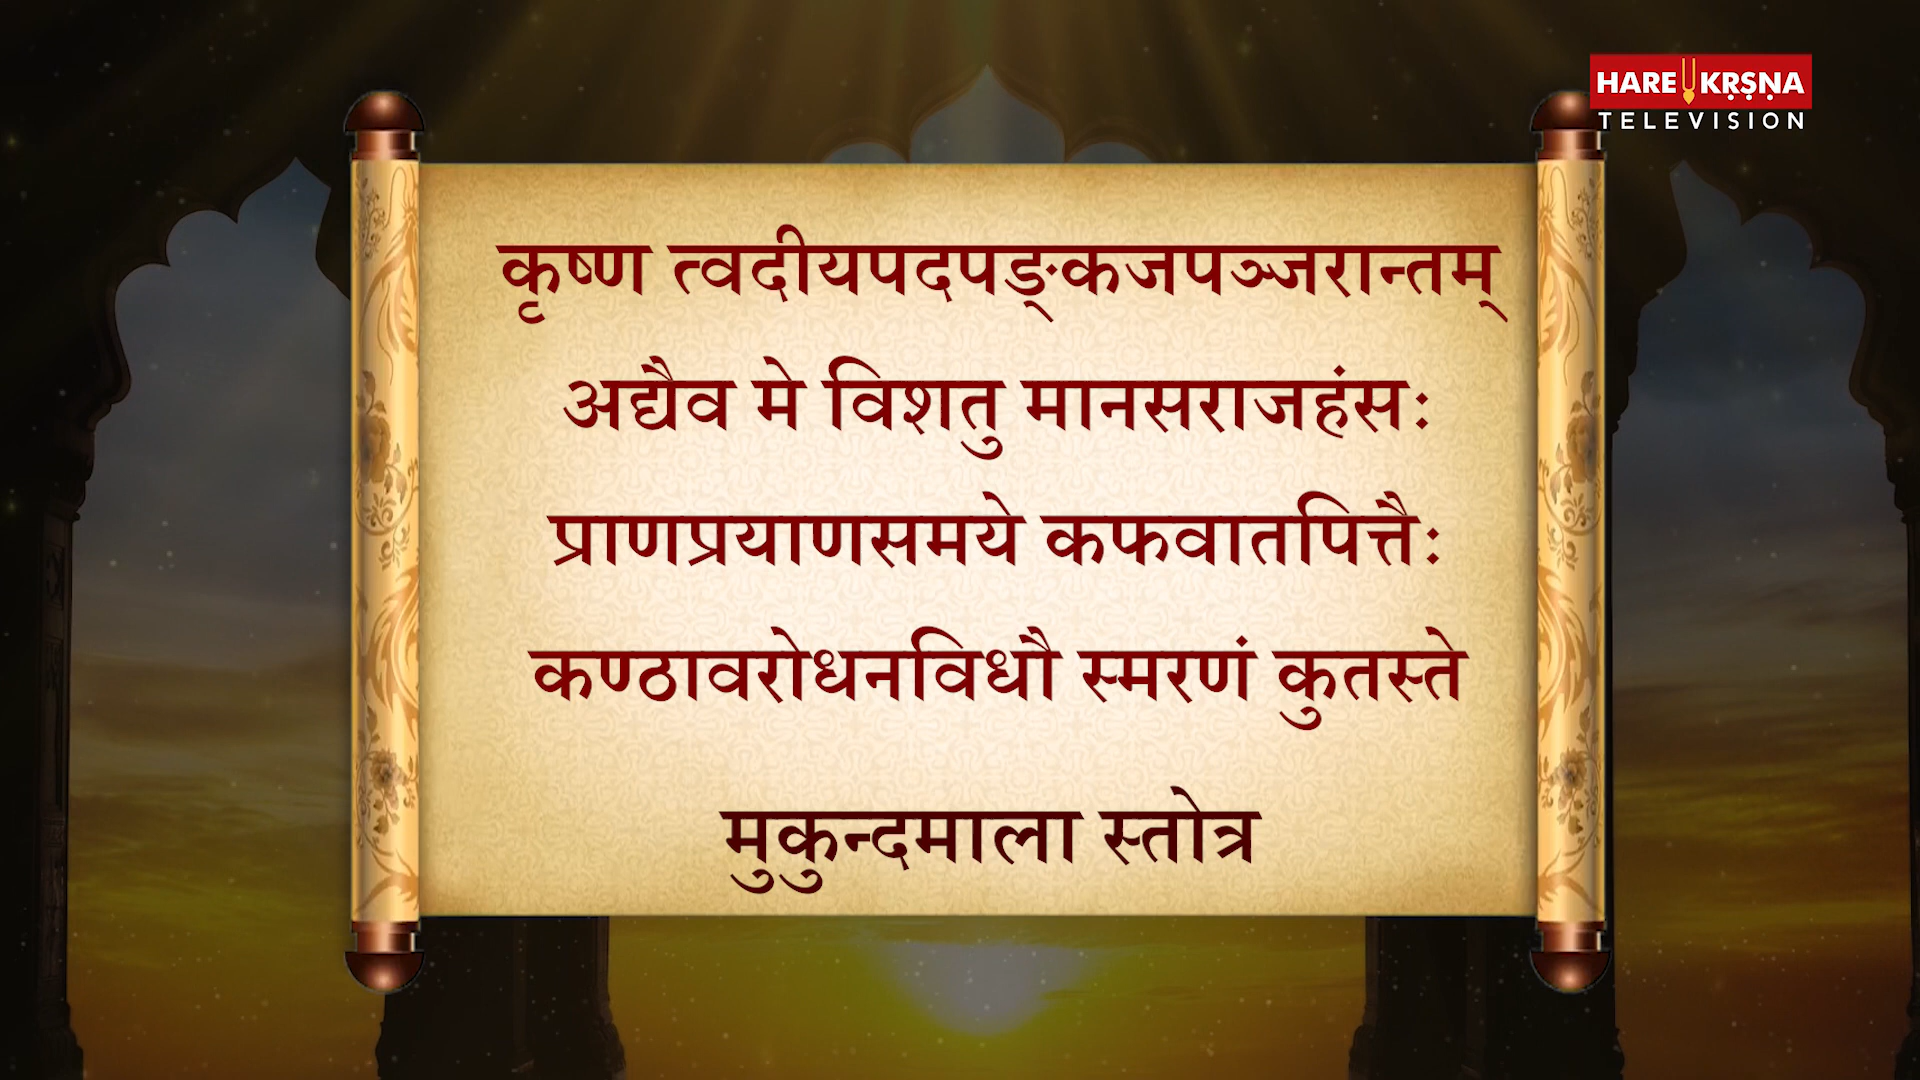 HARE KṚṢṆA
TELEVISION
कृष्ण त्वदीयपदपङ्कजपञ्जरान्तम्
अद्यैव मे विशतु मानसराजहंसः
प्राणप्रयाणसमये कफवातपित्तैः
कण्ठावरोधनविधौ स्मरणं कुतस्ते
मुकुन्दमाला स्तोत्र